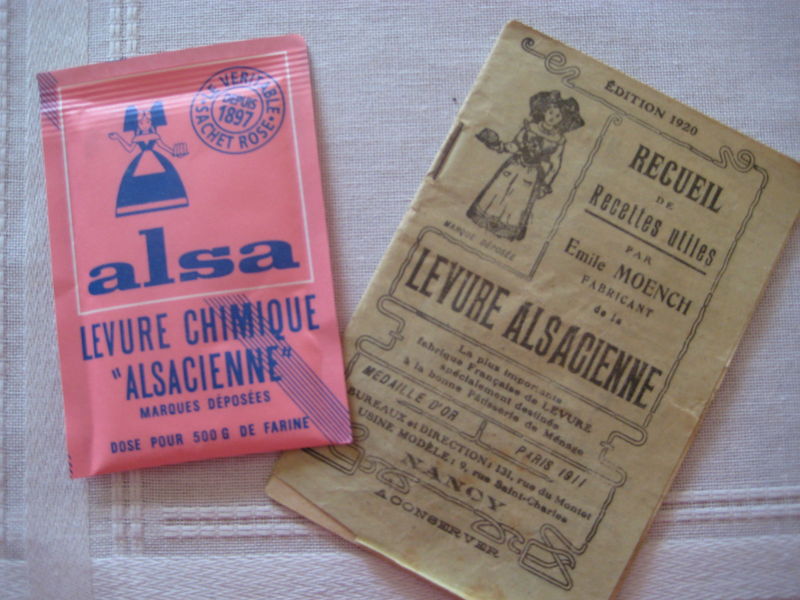 LE VERITABLE
DEPUIS
1897
SACHET ROSE
alsa
LEVURE CHIMIQUE
"ALSACIENNE"
MARQUES DÉPOSÉES
DOSE POUR 500 G DE FARINE
ÉDITION 1920
RECUEIL
DE
Recettes utiles
PAR
Emile MOENCH
FABRICANT
de la
MARQUE DÉPOSÉE
LEVURE ALSACIENNE
La plus importante
fabrique Française de LEVURE
spécialement destinée
à la bonne Pâtisserie de Ménage
MEDAILLE D'OR
PARIS 1911
BUREAUX et DIRECTION: 131, rue du Montet
USINE MODÈLE: 9, rue Saint-Charles
NANCY
A CONSERVER